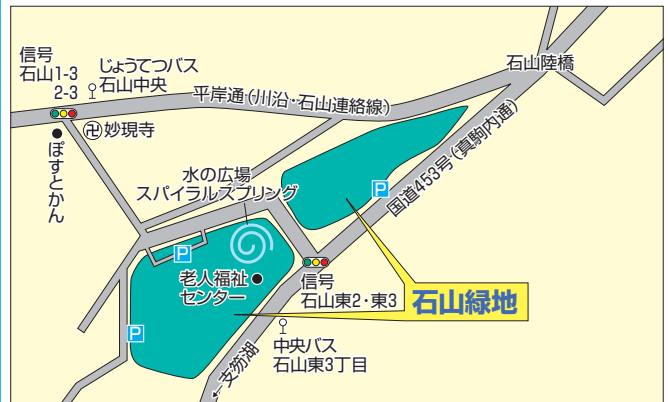 信号
石山1-3
2-3
じょうてつバス
石山中央
平岸通(川沿・石山連絡線)
石山陸橋
卍妙現寺
ぽすとかん
水の広場
スパイラルスプリング
P
国道453号(真駒内通)
P
老人福祉
センター
信号
石山東2・東3
石山緑地
P
中央バス
石山東3丁目
←支笏湖